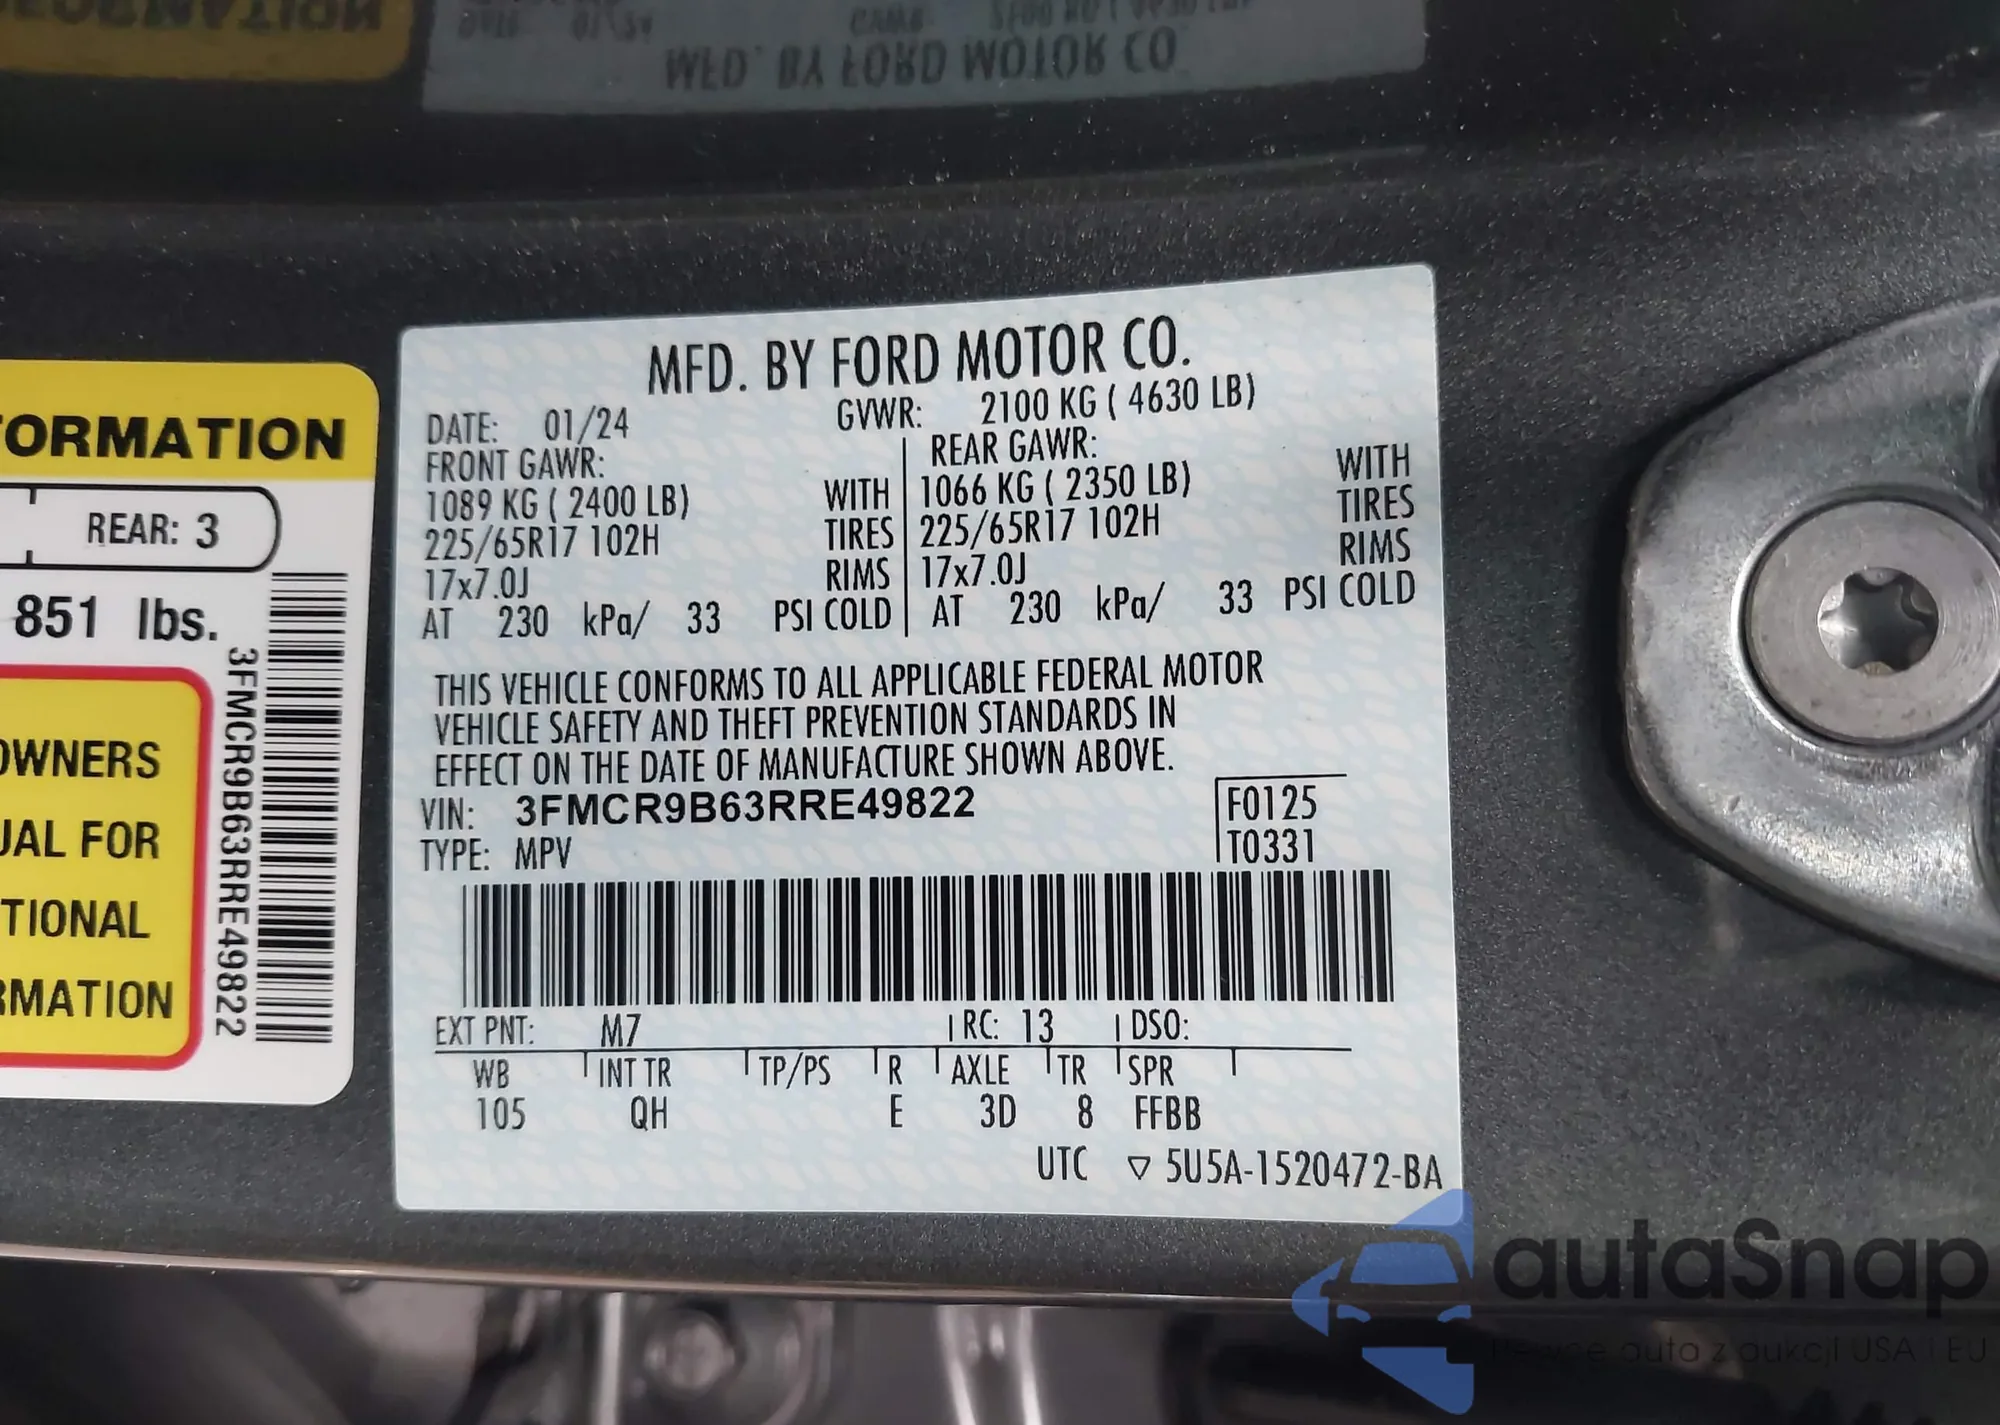 MFD. BY FORD MOTOR CO.
DATE: 01/24 GVWR: 2100 KG ( 4630 LB)
FRONT GAWR: REAR GAWR:
1089 KG ( 2400 LB) WITH 1066 KG ( 2350 LB) WITH
225/65R17 102H TIRES 225/65R17 102H TIRES
17x7.0J RIMS 17x7.0J RIMS
AT 230 kPa/ 33 PSI COLD AT 230 kPa/ 33 PSI COLD
THIS VEHICLE CONFORMS TO ALL APPLICABLE FEDERAL MOTOR
VEHICLE SAFETY AND THEFT PREVENTION STANDARDS IN
EFFECT ON THE DATE OF MANUFACTURE SHOWN ABOVE.
VIN: 3FMCR9B63RRE49822 F0125
TYPE: MPV T0331
EXT PNT: M7 RC: 13 DSO:
WB INT TR TP/PS R AXLE TR SPR
105 QH E 3D 8 FFBB
UTC ▽ 5U5A-1520472-BA
FORMATION
REAR: 3
851 lbs.
OWNERS
UAL FOR
TIONAL
RMATION
3FMCR9B63RRE49822
MFD. BY FORD MOTOR CO.
autaSnap
auta z aukcji USA i EU